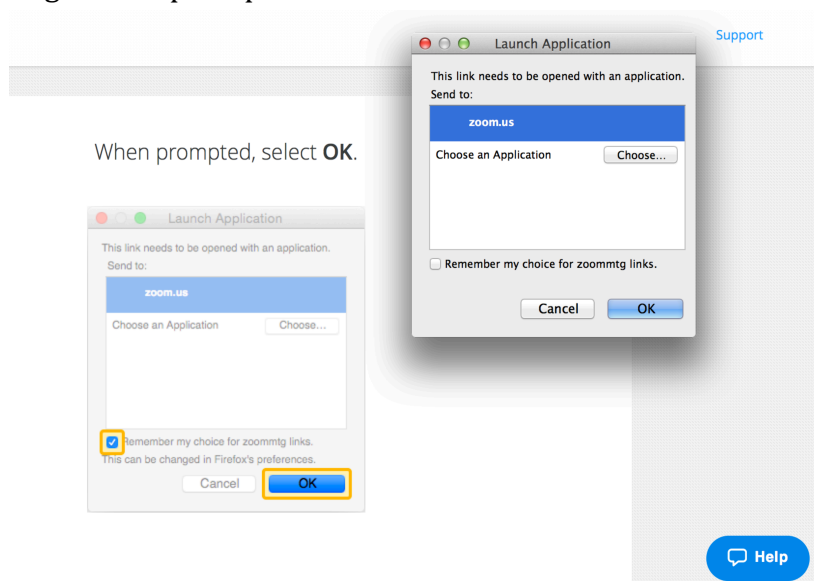 Support
Launch Application
This link needs to be opened with an application.
Send to:
zoom.us
Choose an Application
Choose...
Remember my choice for zoommtg links.
Cancel
OK
When prompted, select OK.
Launch Application
This link needs to be opened with an application.
Send to:
zoom.us
Choose an Application
Choose...
Remember my choice for zoommtg links.
This can be changed in Firefox's preferences.
Cancel
OK
Help